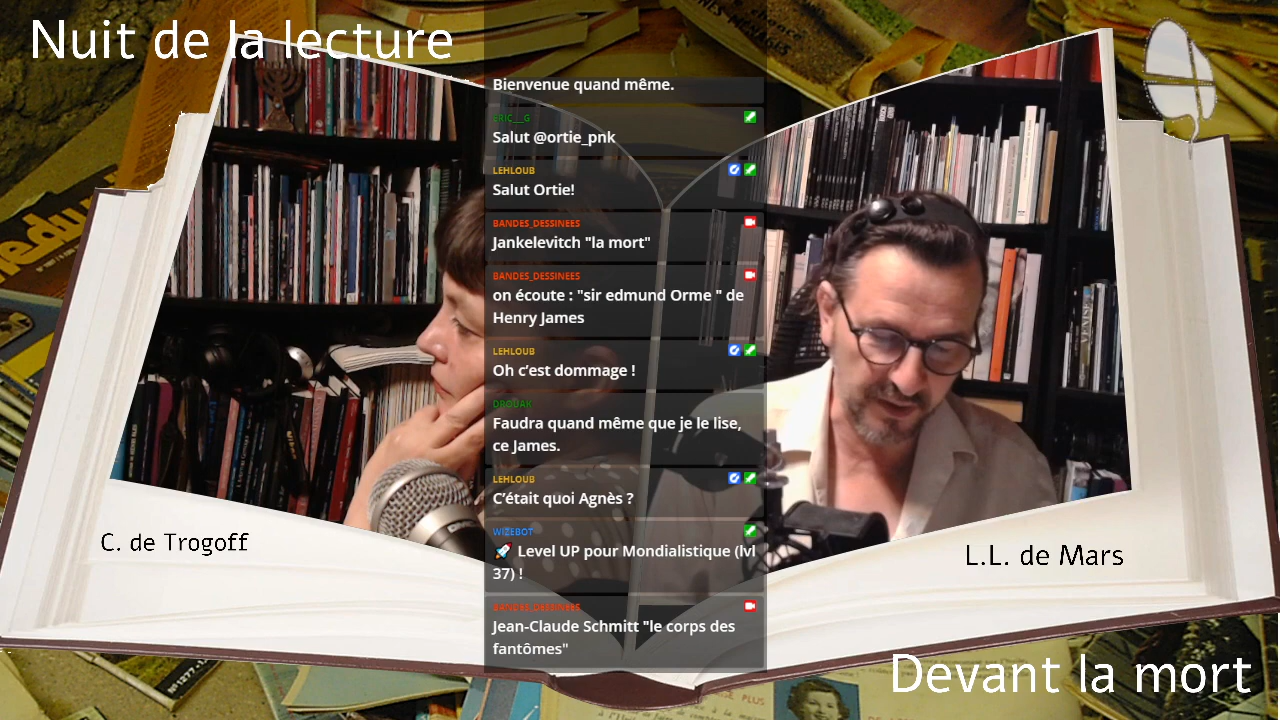 Nuit de la lecture
Bienvenue quand même.
ERIC__G
Salut @ortie_pnk
LEHLOUB
Salut Ortie!
BANDES_DESSINEES
Jankelevitch "la mort"
BANDES_DESSINEES
on écoute : "sir edmund Orme " de
Henry James
LEHLOUB
Oh c'est dommage !
DROUAK
Faudra quand même que je le lise,
ce James.
LEHLOUB
C'était quoi Agnès ?
WIZEBOT
🚀 Level UP pour Mondialistique (lvl
37) !
BANDES_DESSINEES
Jean-Claude Schmitt "le corps des
fantômes"
C. de Trogoff
L.L. de Mars
Devant la mort